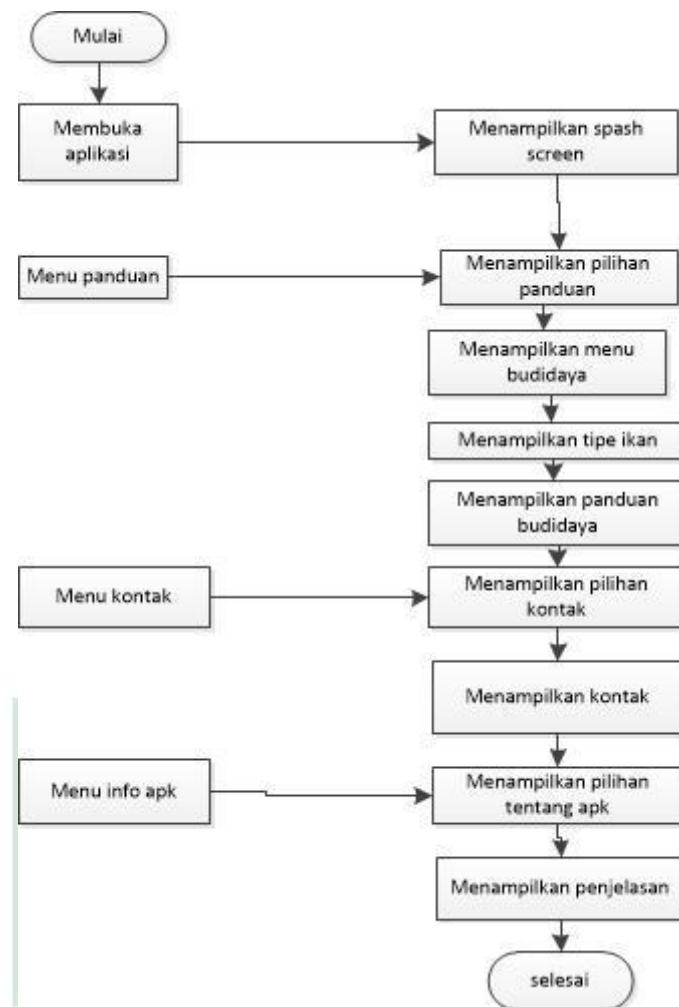 Mulai
Membuka
aplikasi
Menampilkan spash
screen
Menu panduan
Menampilkan pilihan
panduan
Menampilkan menu
budidaya
Menampilkan tipe ikan
Menampilkan panduan
budidaya
Menu kontak
Menampilkan pilihan
kontak
Menampilkan kontak
Menu info apk
Menampilkan pilihan
tentang apk
Menampilkan penjelasan
selesai